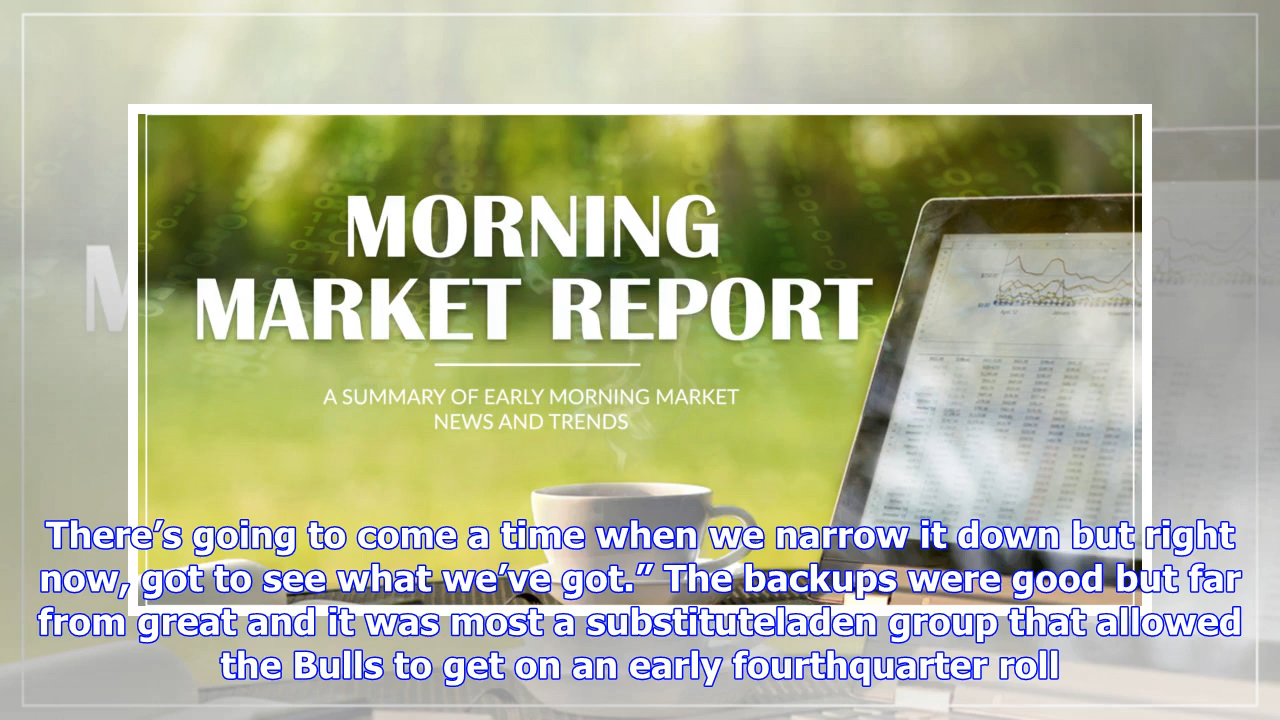 MORNING
MARKET REPORT
A SUMMARY OF EARLY MORNING MARKET
NEWS AND TRENDS
There’s going to come a time when we narrow it down but right
now, got to see what we’ve got.” The backups were good but far
from great and it was most a substituteladen group that allowed
the Bulls to get on an early fourthquarter roll